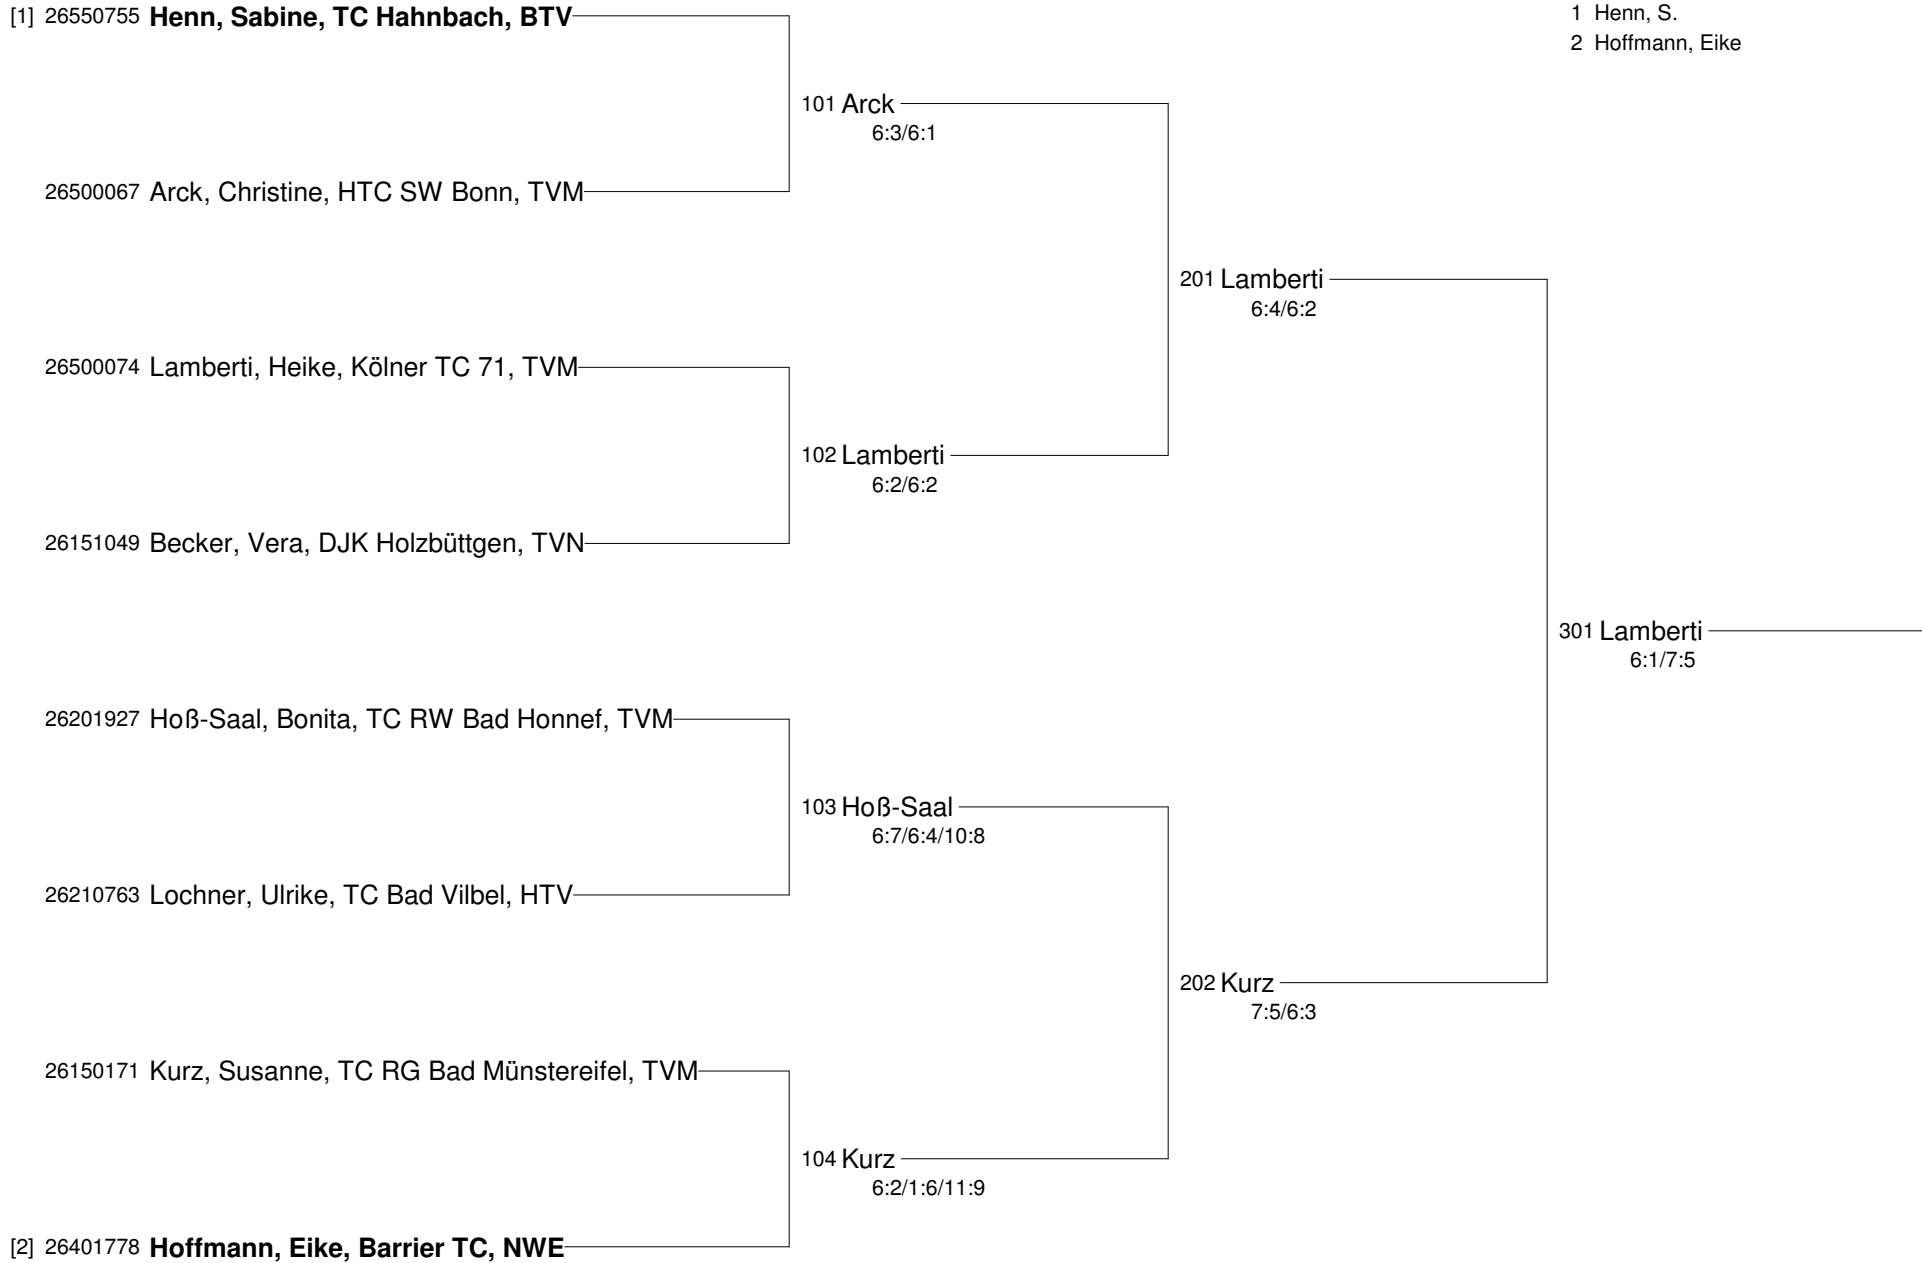 [1] 26550755 Henn, Sabine, TC Hahnbach, BTV
1 Henn, S.
2 Hoffmann, Eike
101 Arck
6:3/6:1
26500067 Arck, Christine, HTC SW Bonn, TVM
201 Lamberti
6:4/6:2
26500074 Lamberti, Heike, Kölner TC 71, TVM
102 Lamberti
6:2/6:2
26151049 Becker, Vera, DJK Holzbüttgen, TVN
301 Lamberti
6:1/7:5
26201927 Hoß-Saal, Bonita, TC RW Bad Honnef, TVM
103 Hoß-Saal
6:7/6:4/10:8
26210763 Lochner, Ulrike, TC Bad Vilbel, HTV
202 Kurz
7:5/6:3
26150171 Kurz, Susanne, TC RG Bad Münstereifel, TVM
104 Kurz
6:2/1:6/11:9
[2] 26401778 Hoffmann, Eike, Barrier TC, NWE